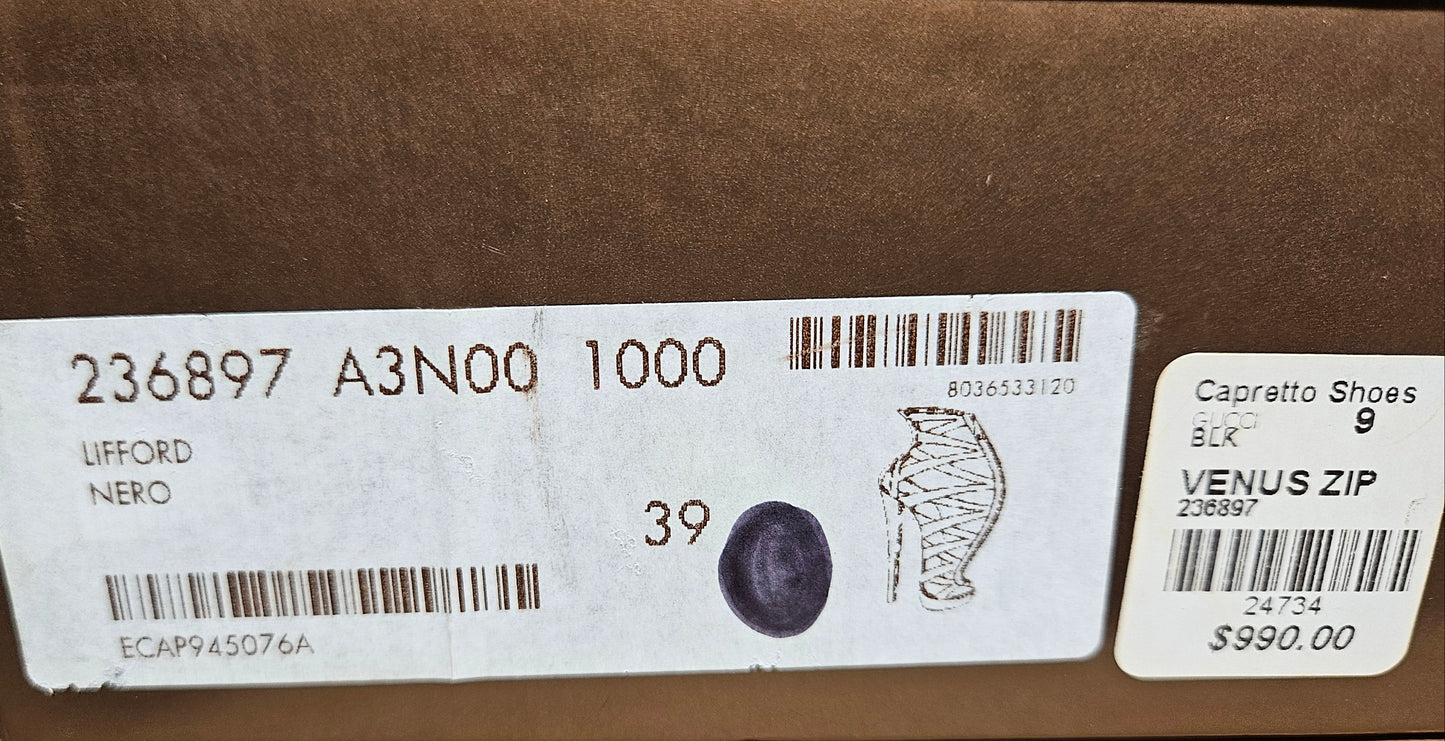 236897 A3N00 1000
8036533120
LIFFORD
NERO
39
ECAP945076A
Capretto Shoes
GUCCI 9
BLK
VENUS ZIP
236897
24734
$990.00